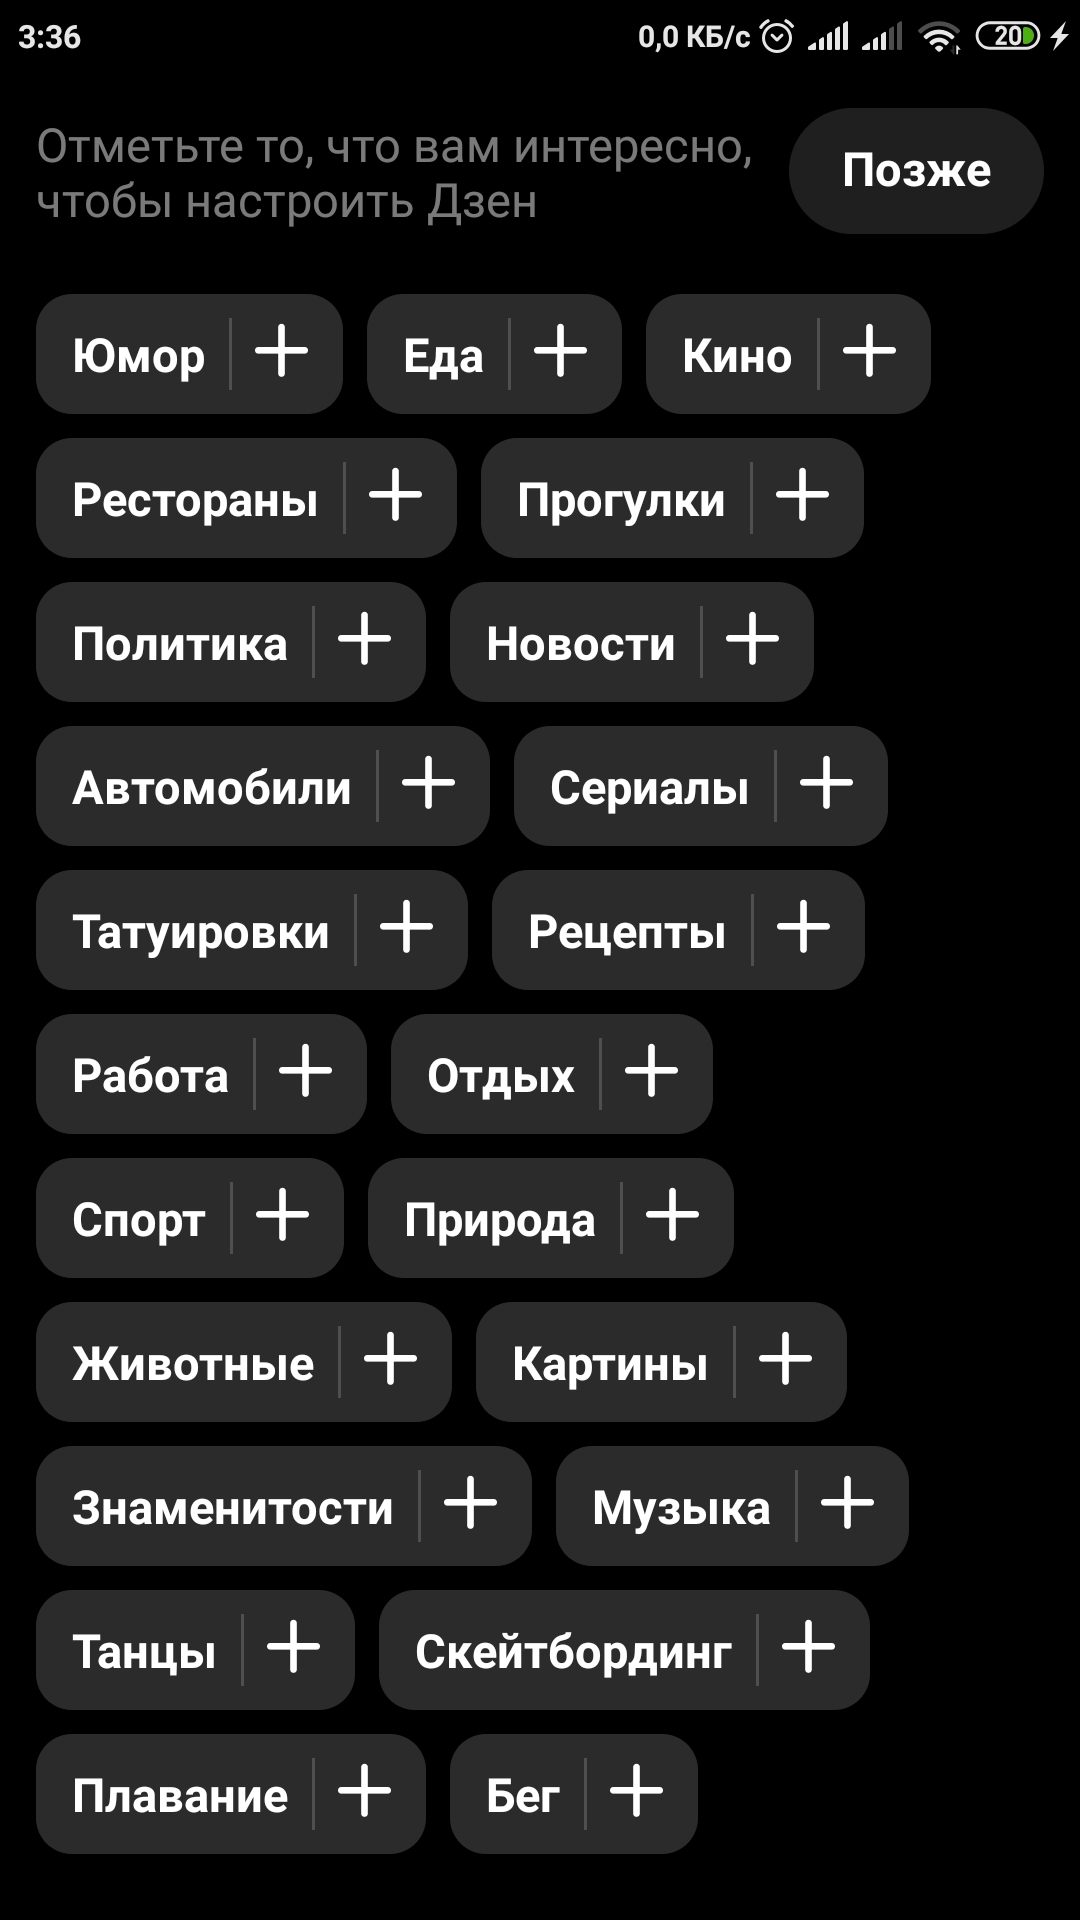 3:36 0,0 КБ/с 20
Отметьте то, что вам интересно,
чтобы настроить Дзен
Позже
Юмор Еда Кино
Рестораны Прогулки
Политика Новости
Автомобили Сериалы
Татуировки Рецепты
Работа Отдых
Спорт Природа
Животные Картины
Знаменитости Музыка
Танцы Скейтбординг
Плавание Бег